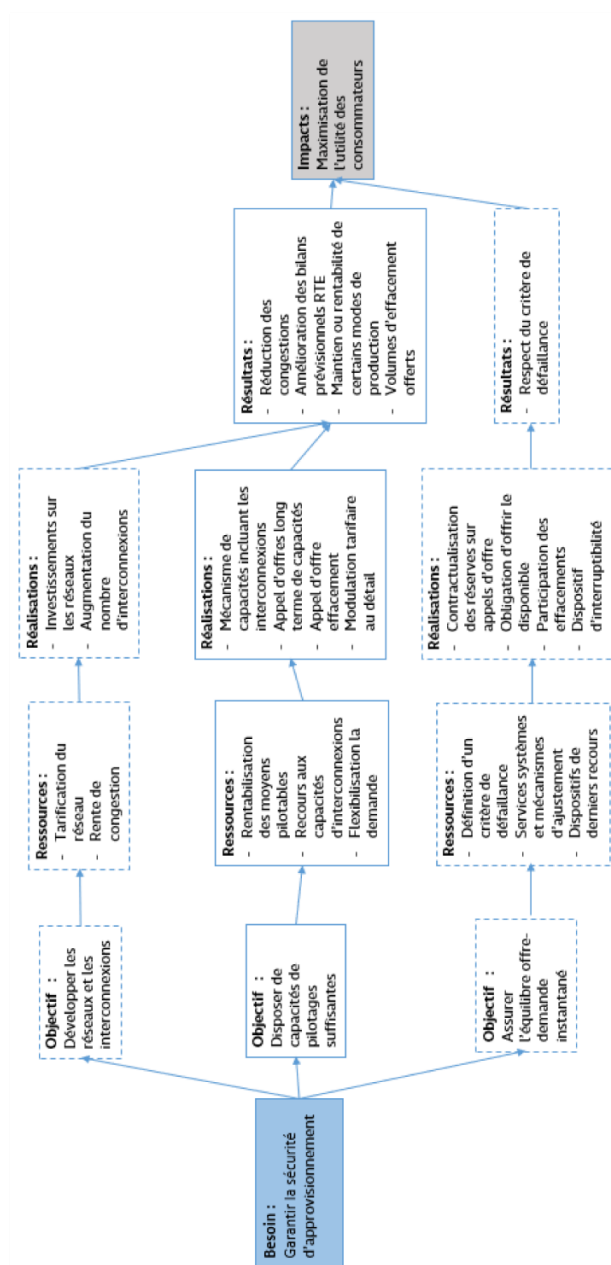 Besoin :
Garantir la sécurité
d'approvisionnement
Objectif :
Développer les
réseaux et les
interconnexions
Ressources :
- Tarification du
réseau
- Rente de
congestion
Réalisations :
- Investissements sur
les réseaux
- Augmentation du
nombre
d'interconnexions
Objectif :
Disposer de
capacités de
pilotages
suffisantes
Ressources :
- Rentabilisation
des moyens
pilotables
- Recours aux
capacités
d'interconnexions
- Flexibilisation la
demande
Réalisations :
- Mécanisme de
capacités incluant les
interconnexions
- Appel d'offres long
terme de capacités
- Appel d'offre
effacement
- Modulation tarifaire
au détail
Résultats :
- Réduction des
congestions
- Amélioration des bilans
prévisionnels RTE
- Maintien ou rentabilité de
certains modes de
production
- Volumes d'effacement
offerts
Objectif :
Assurer
l'équilibre offre-
demande
instantané
Ressources :
- Définition d'un
critère de
défaillance
- Services systèmes
et mécanismes
d'ajustement
- Dispositifs de
derniers recours
Réalisations :
- Contractualisation
des réserves sur
appels d'offre
- Obligation d'offrir le
disponible
- Participation des
effacements
- Dispositif
d'interruptibilité
Résultats :
- Respect du critère de
défaillance
Impacts :
Maximisation de
l'utilité des
consommateurs